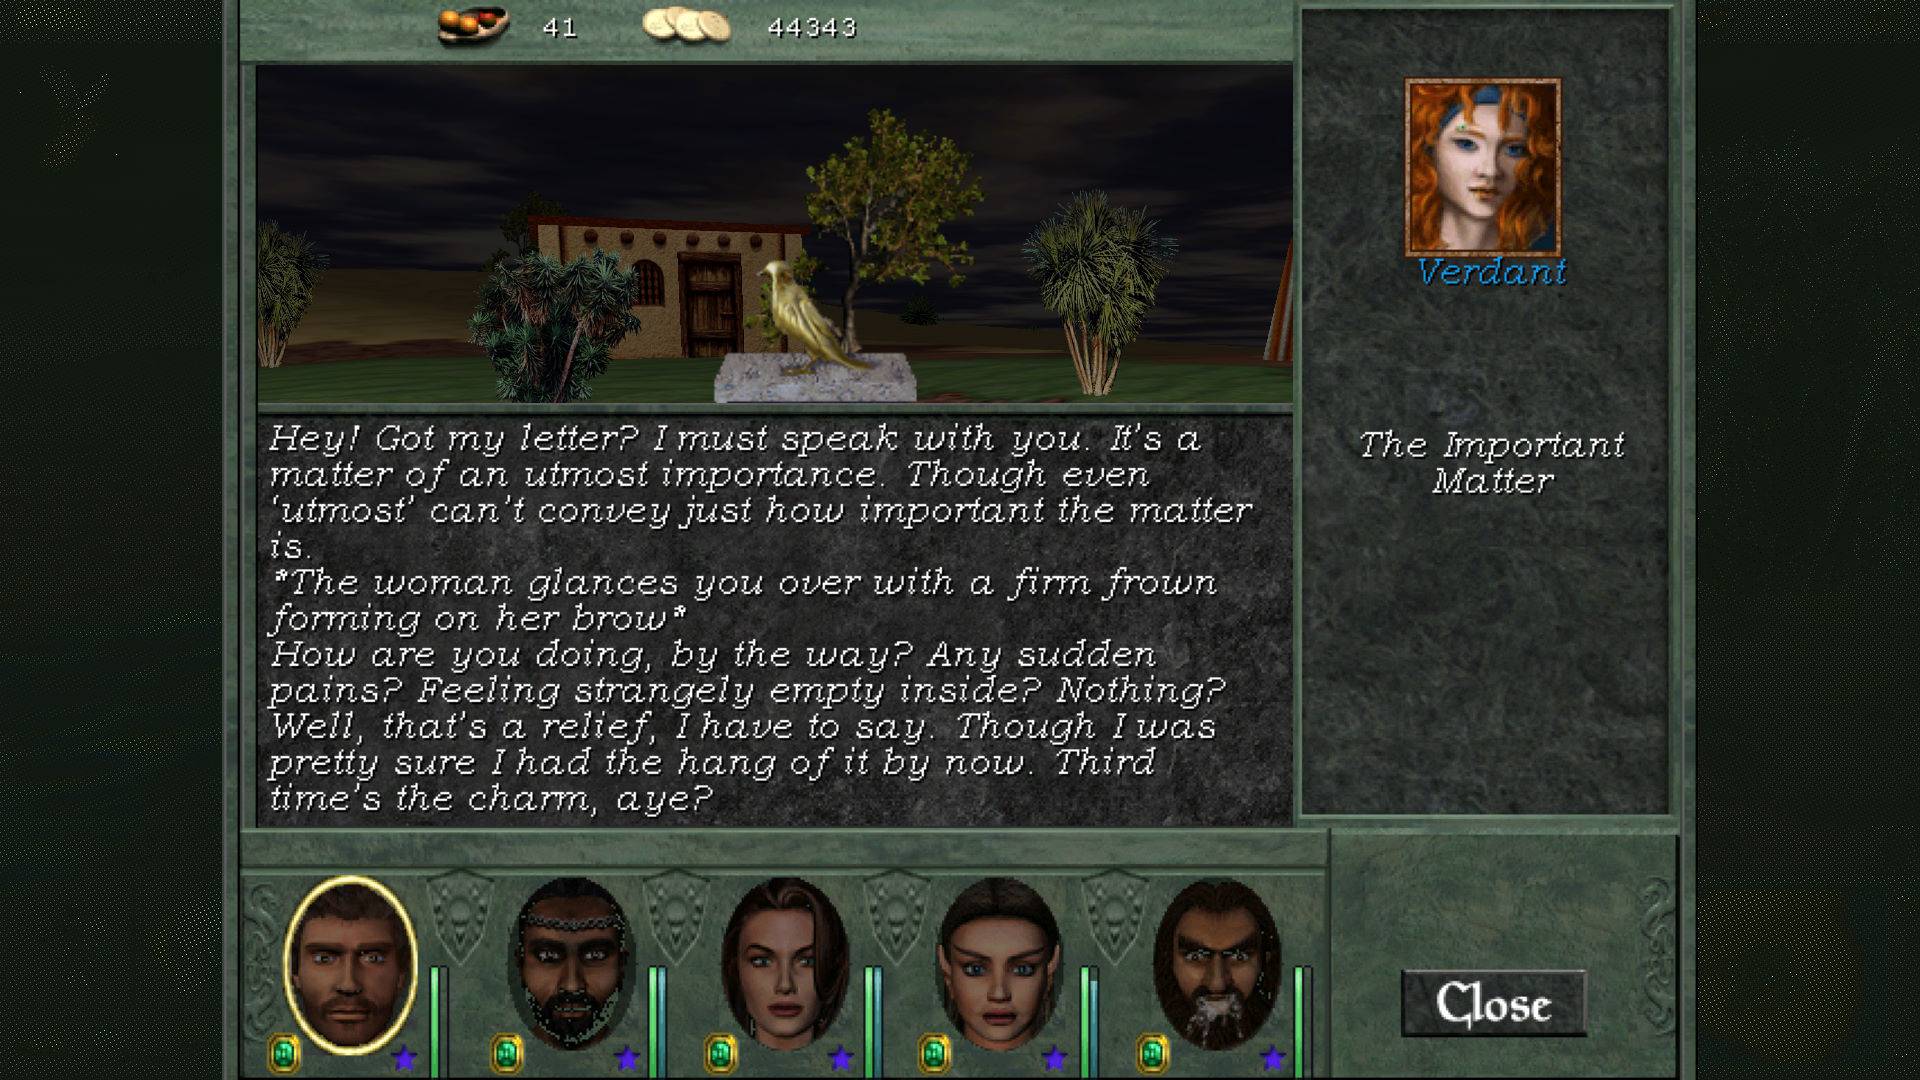 41 44343
Verdant
The Important
Matter
Hey! Got my letter? I must speak with you. It's a
matter of an utmost importance. Though even
'utmost' can't convey just how important the matter
is.
*The woman glances you over with a firm frown
forming on her brow*
How are you doing, by the way? Any sudden
pains? Feeling strangely empty inside? Nothing?
Well, that's a relief, I have to say. Though I was
pretty sure I had the hang of it by now. Third
time's the charm, aye?
Close